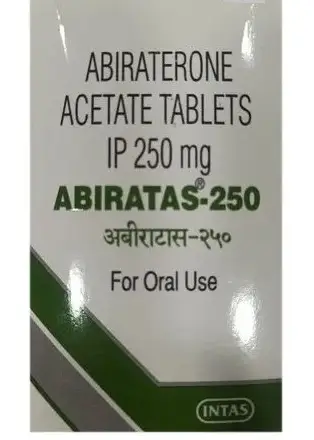 ABIRATERONE
ACETATE TABLETS
IP 250 mg
ABIRATAS®-250
अबीराटास-२५०
For Oral Use
INTAS